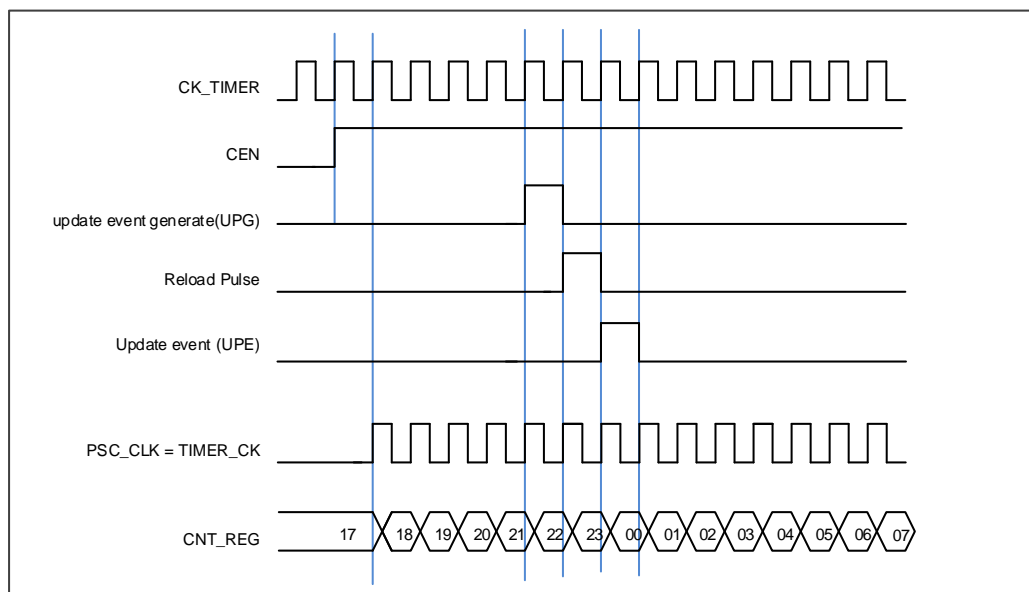 CK_TIMER
CEN
update event generate(UPG)
Reload Pulse
Update event (UPE)
PSC_CLK = TIMER_CK
CNT_REG 17 18 19 20 21 22 23 00 01 02 03 04 05 06 07